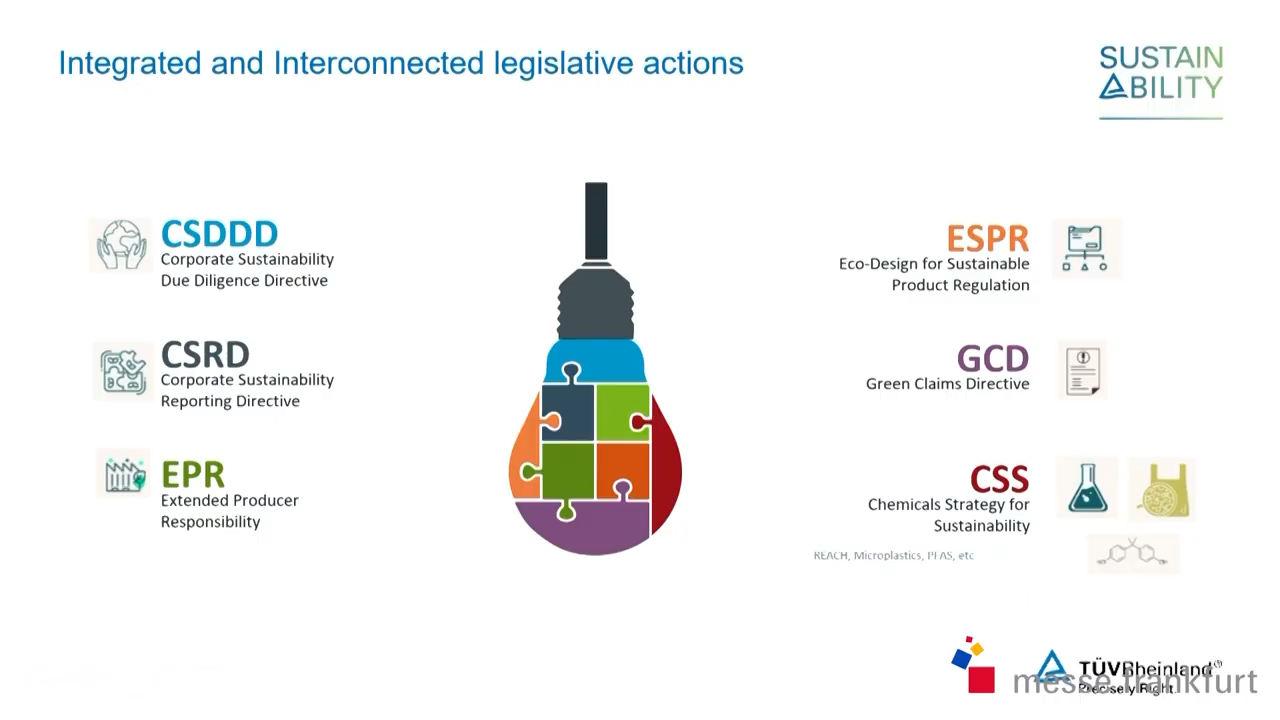 Integrated and Interconnected legislative actions
SUSTAIN
ABILITY
CSDDD
Corporate Sustainability
Due Diligence Directive
CSRD
Corporate Sustainability
Reporting Directive
EPR
Extended Producer
Responsibility
ESPR
Eco-Design for Sustainable
Product Regulation
GCD
Green Claims Directive
CSS
Chemicals Strategy for
Sustainability
REACH, Microplastics, PFAS, etc
TÜVRheinland®
Precisely Right.
messe frankfurt